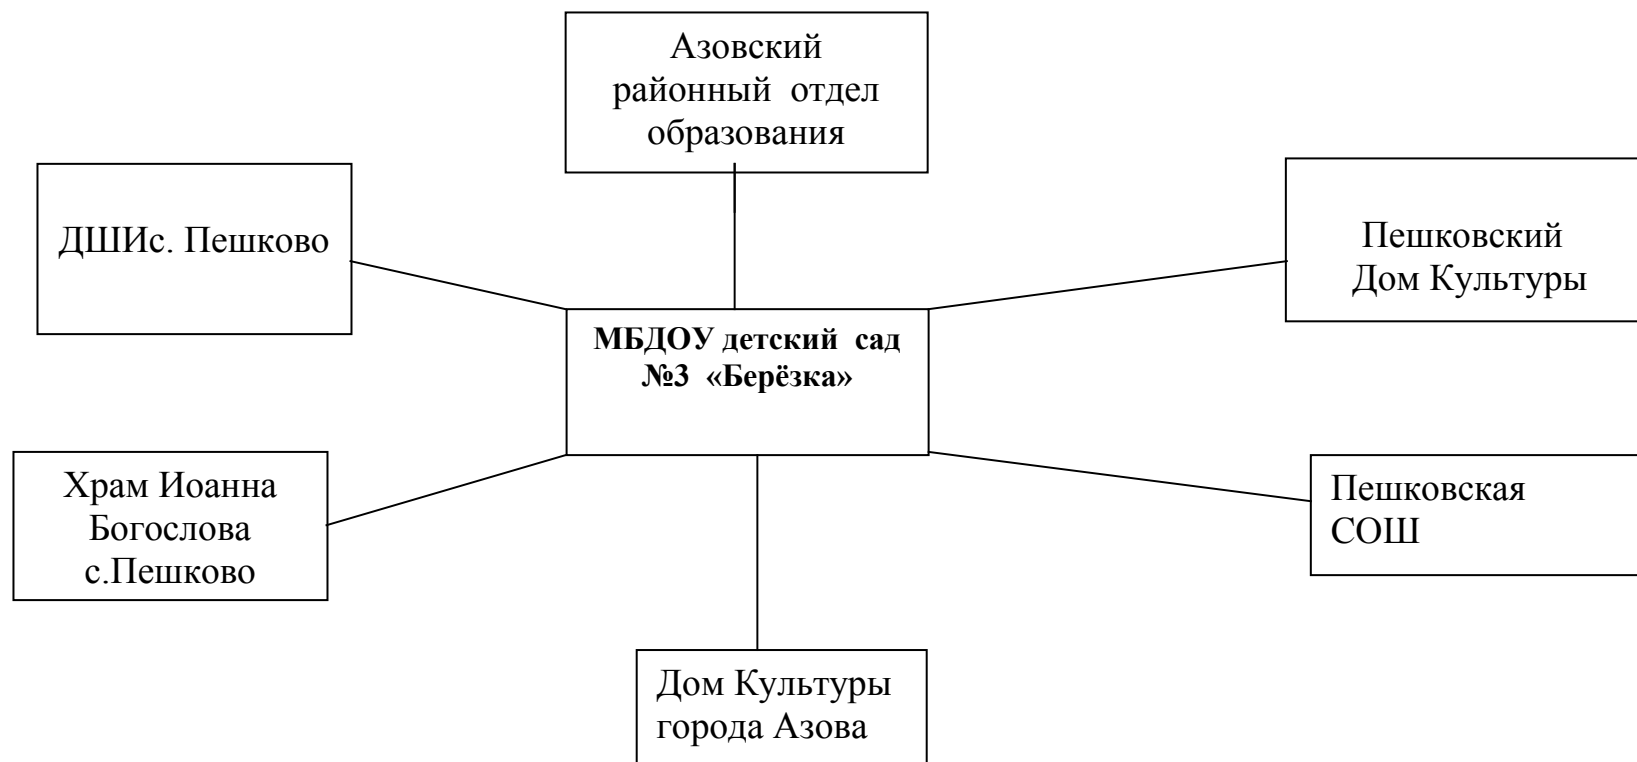 Азовский
районный отдел
образования
ДШИс. Пешково
Пешковский
Дом Культуры
МБДОУ детский сад
№3 «Берёзка»
Храм Иоанна
Богослова
с.Пешково
Пешковская
СОШ
Дом Культуры
города Азова